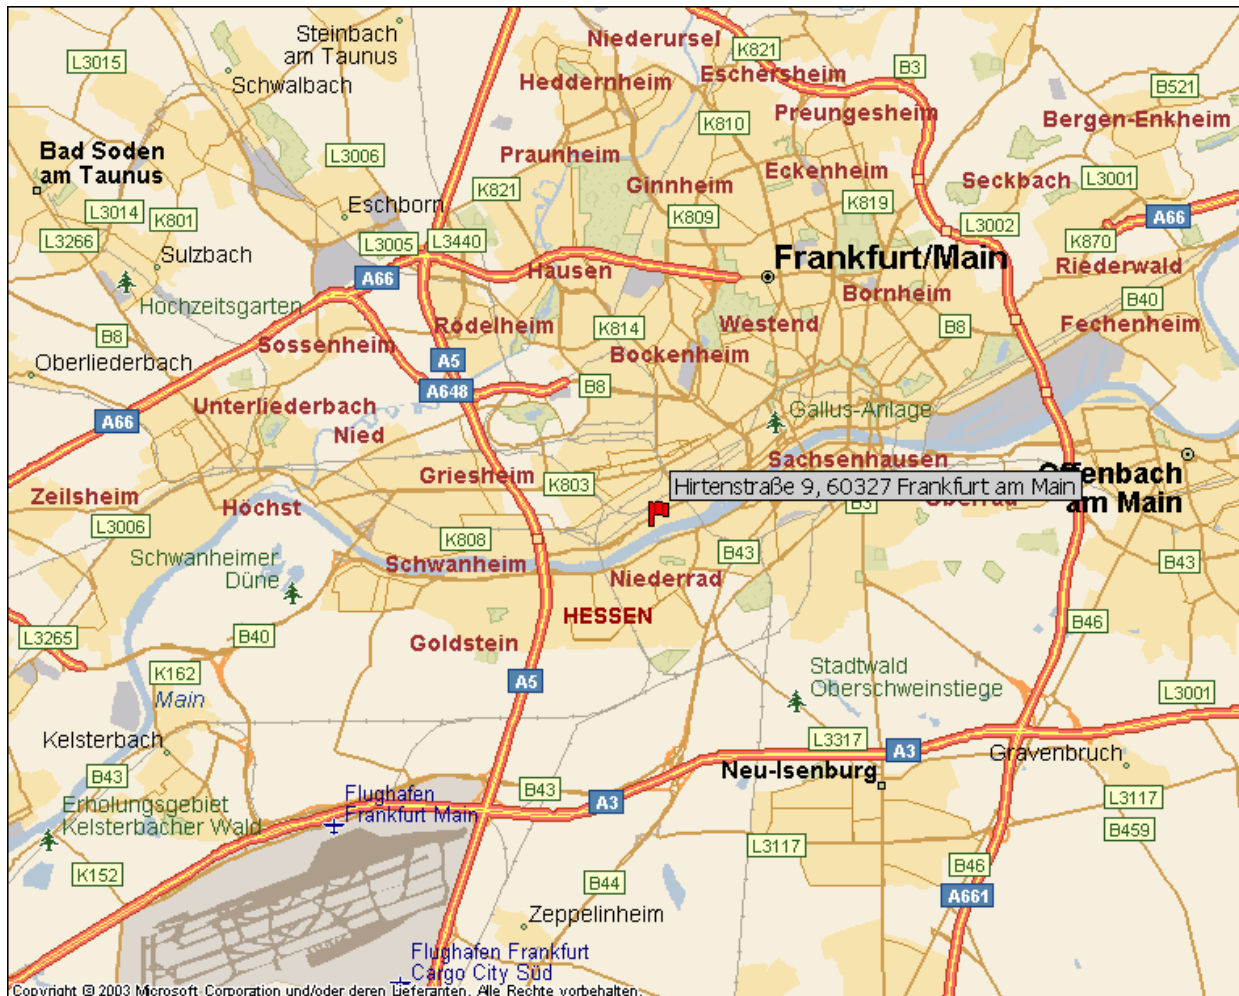 Steinbach
am Taunus
Niederursel
K821
L3015
B3
Heddernheim
Eschersheim
Schwalbach
B521
Preungesheim
K810
Bergen-Enkheim
Bad Soden
am Taunus
L3006
Praunheim
Eckenheim
Ginnheim
Seckbach
L3001
K821
Eschborn
L3014
K801
K809
K819
A66
L3002
L3266
L3005
L3440
K870
Sulzbach
Frankfurt/Main
Riederwald
A66
Hausen
Bornheim
Hochzeitsgarten
B40
Rödelheim
K814
Westend
B8
Fechenheim
B8
Sossenheim
Bockenheim
Oberliederbach
A5
A648
B8
Unterliederbach
Gallus-Anlage
A66
Nied
Sachsenhausen
Griesheim
Offenbach
am Main
K803
Hirtenstraße 9, 60327 Frankfurt am Main
Zeilsheim
Höchst
B3
Oberrad
L3006
K808
Schwanheimer
Düne
Schwanheim
B43
B43
Niederrad
HESSEN
B46
L3265
B40
Goldstein
K162
Stadtwald
Oberschweinstiege
A5
L3001
Main
Kelsterbach
L3317
A3
Gravenbruch
Neu-Isenburg
B43
B43
Flughafen
Frankfurt Main
A3
L3117
Erholungsgebiet
Kelsterbacher Wald
B459
L3117
K152
B46
B44
A661
Zeppelinheim
Flughafen Frankfurt
Cargo City Süd
Copyright © 2003 Microsoft Corporation und/oder deren Lieferanten. Alle Rechte vorbehalten.